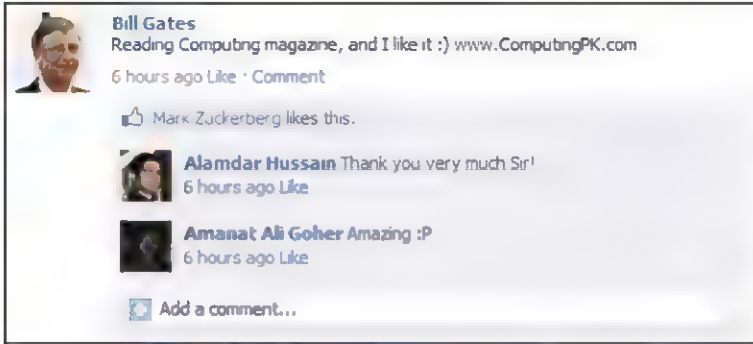 Bill Gates
Reading Computing magazine, and I like it :) www.ComputingPK.com
6 hours ago Like · Comment
Mark Zuckerberg likes this.
Alamdar Hussain Thank you very much Sir!
6 hours ago Like
Amanat Ali Goher Amazing :P
6 hours ago Like
Add a comment...